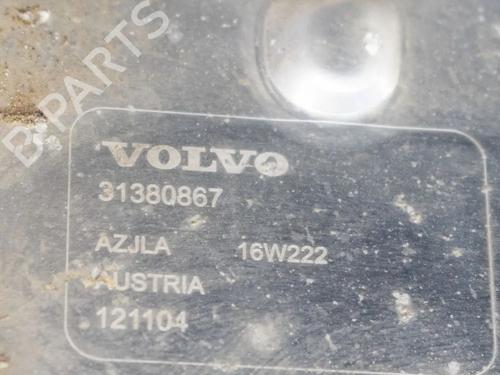 B-PARTS
VOLVO
31380867
AZJLA 16W222
AUSTRIA
121104